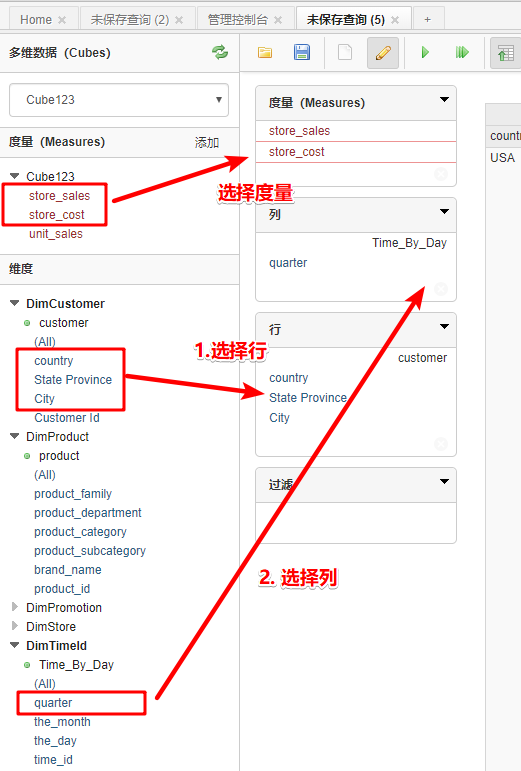 Home × 未保存查询 (2) × 管理控制台 × 未保存查询 (5) × +
多维数据（Cubes）
Cube123
度量（Measures） 添加
Cube123
store_sales
store_cost
unit_sales
维度
DimCustomer
customer
(All)
country
State Province
City
Customer Id
DimProduct
product
(All)
product_family
product_department
product_category
product_subcategory
brand_name
product_id
DimPromotion
DimStore
DimTimeId
Time_By_Day
(All)
quarter
the_month
the_day
time_id
度量（Measures）
store_sales
store_cost
选择度量
列
Time_By_Day
quarter
1.选择行
行
customer
country
State Province
City
过滤
2. 选择列
USA